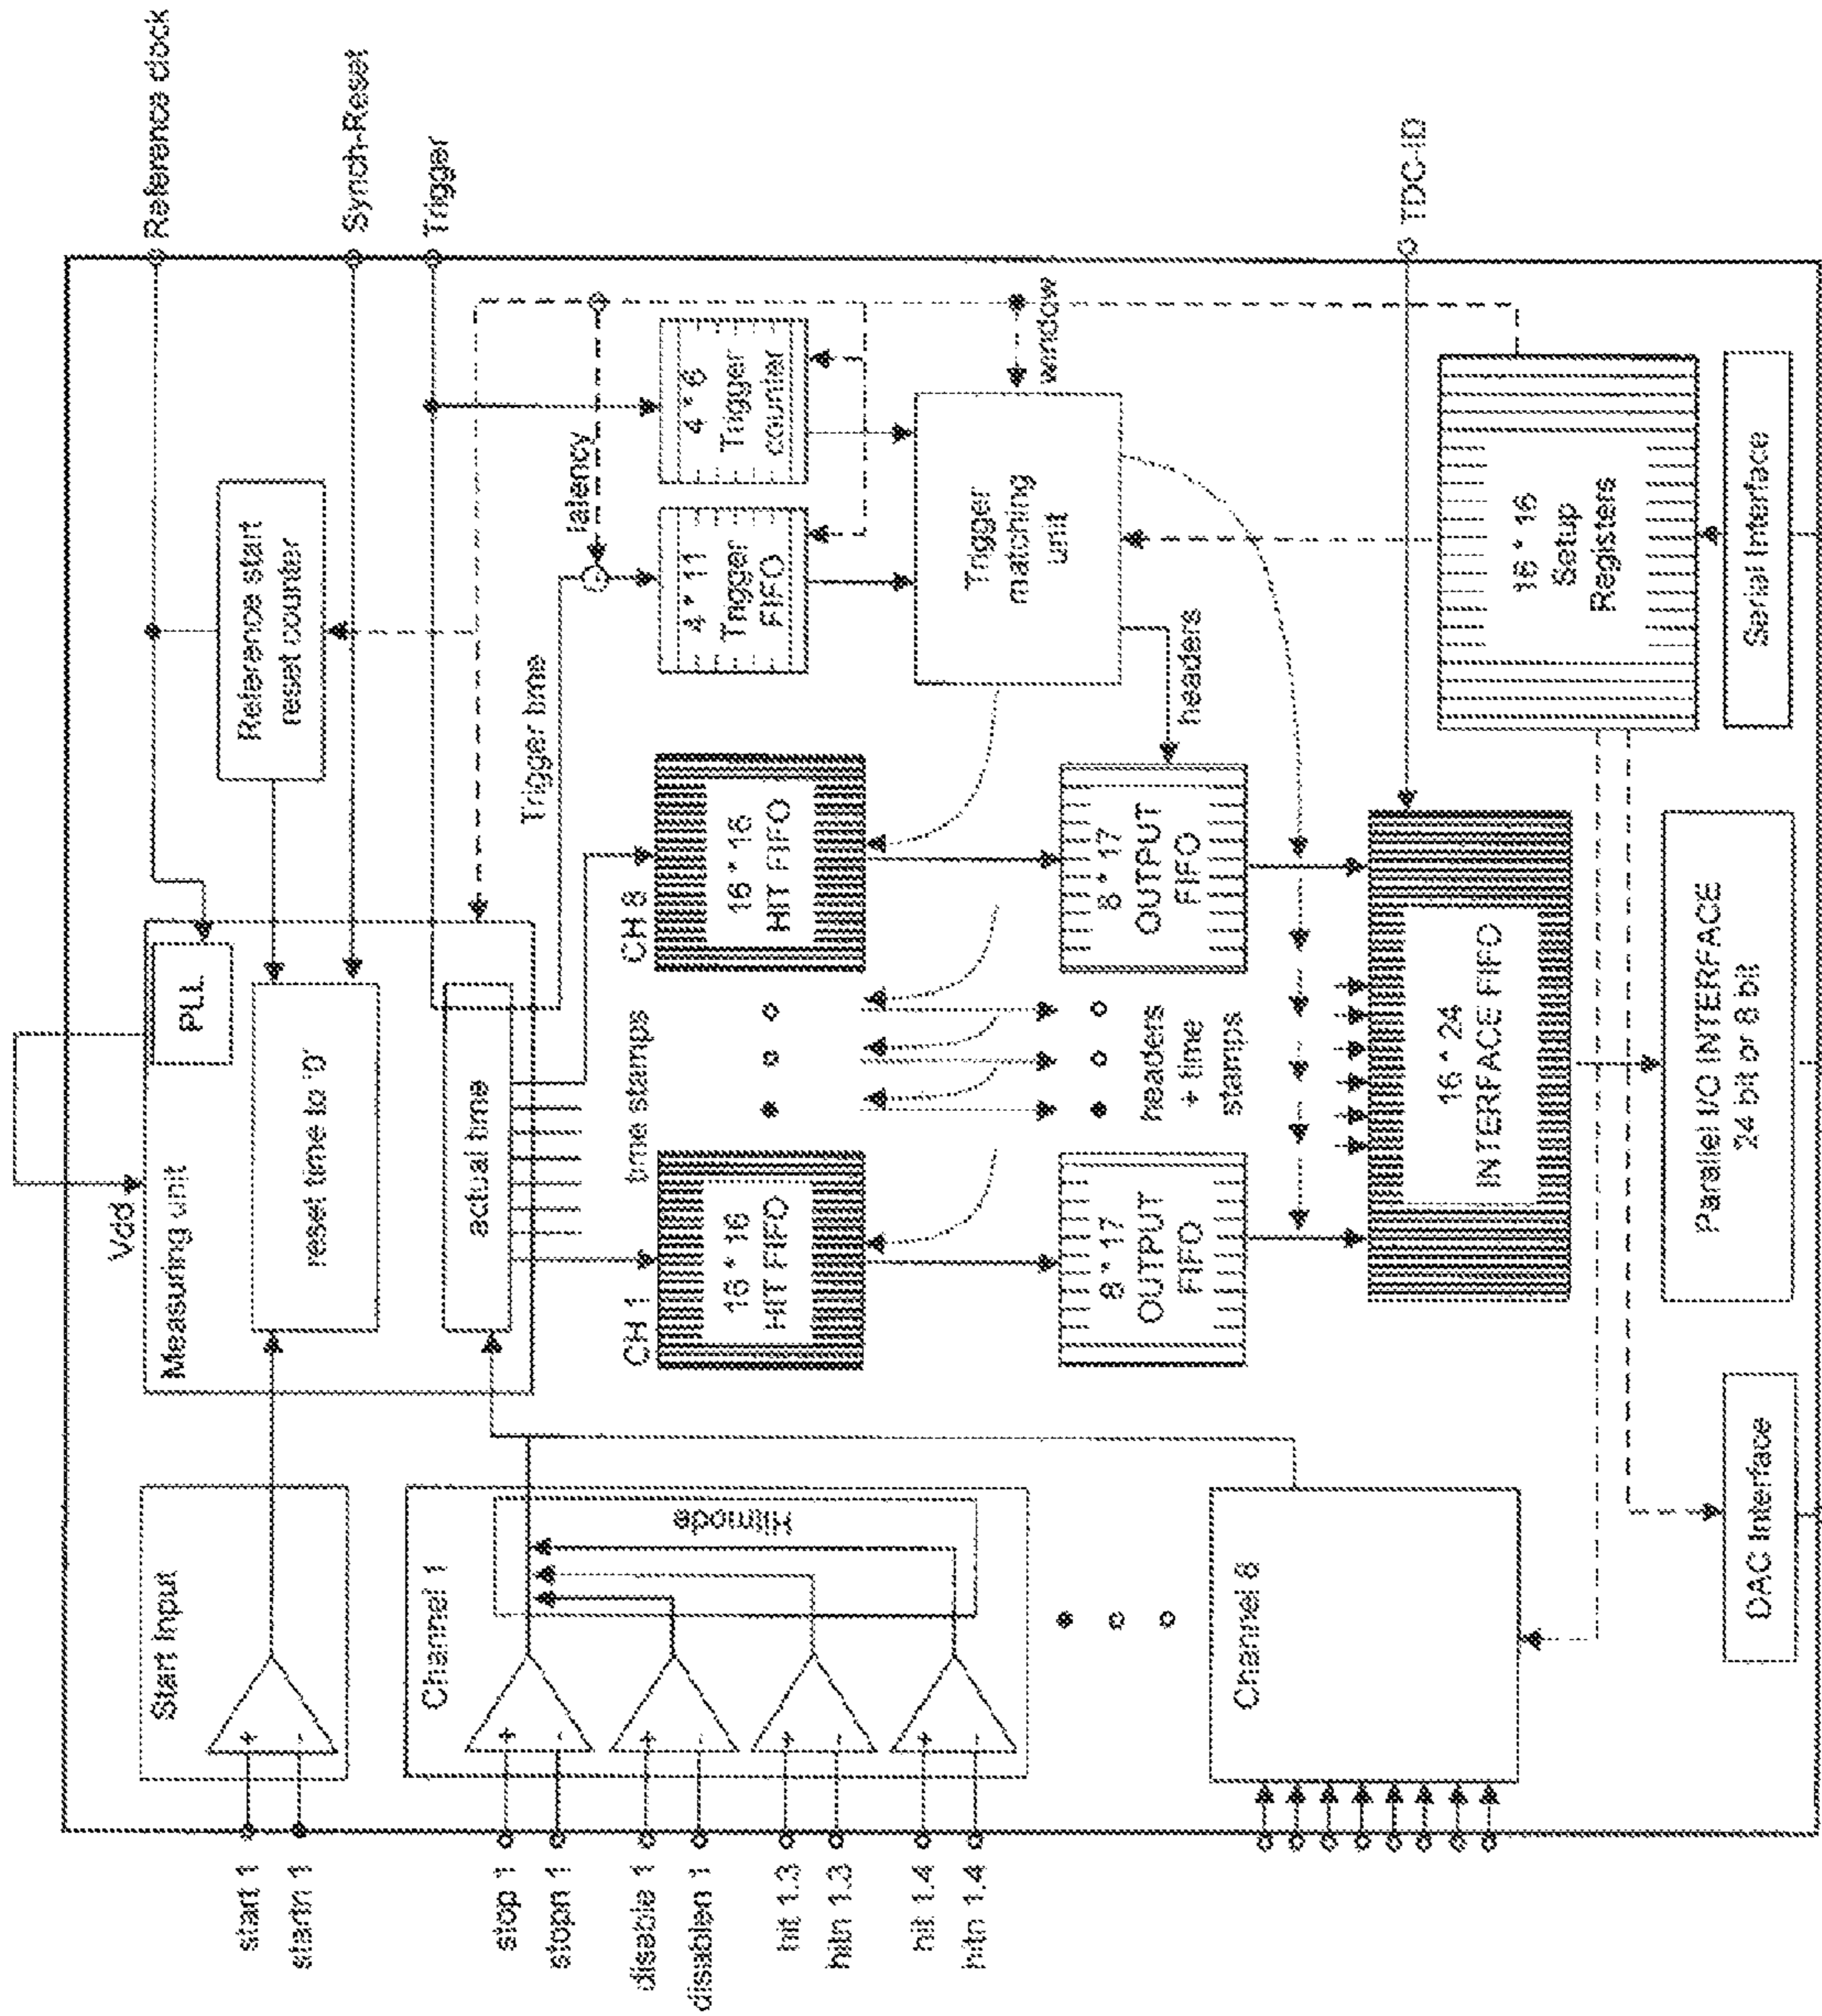 start 1
startn 1
stop 1
stopn 1
disable 1
disablen 1
hit 1.3
hitn 1.3
hit 1.4
hitn 1.4
Start Input
Channel 1
Hitmode
Channel 8
DAC Interface
Vdd
Measuring unit
PLL
reset time to '0'
actual time
Reference start
reset counter
Reference clock
Synch-Reset
Trigger
Trigger time
latency
time stamps
CH 1
16 * 16
HIT FIFO
CH 8
16 * 16
HIT FIFO
4 * 11
Trigger
FIFO
4 * 6
Trigger
counter
Trigger
matching
unit
window
headers
8 * 17
OUTPUT
FIFO
headers
+ time
stamps
8 * 17
OUTPUT
FIFO
TDC-ID
16 * 24
INTERFACE FIFO
16 * 16
Setup
Registers
Parallel I/O INTERFACE
24 bit or 8 bit
Serial Interface